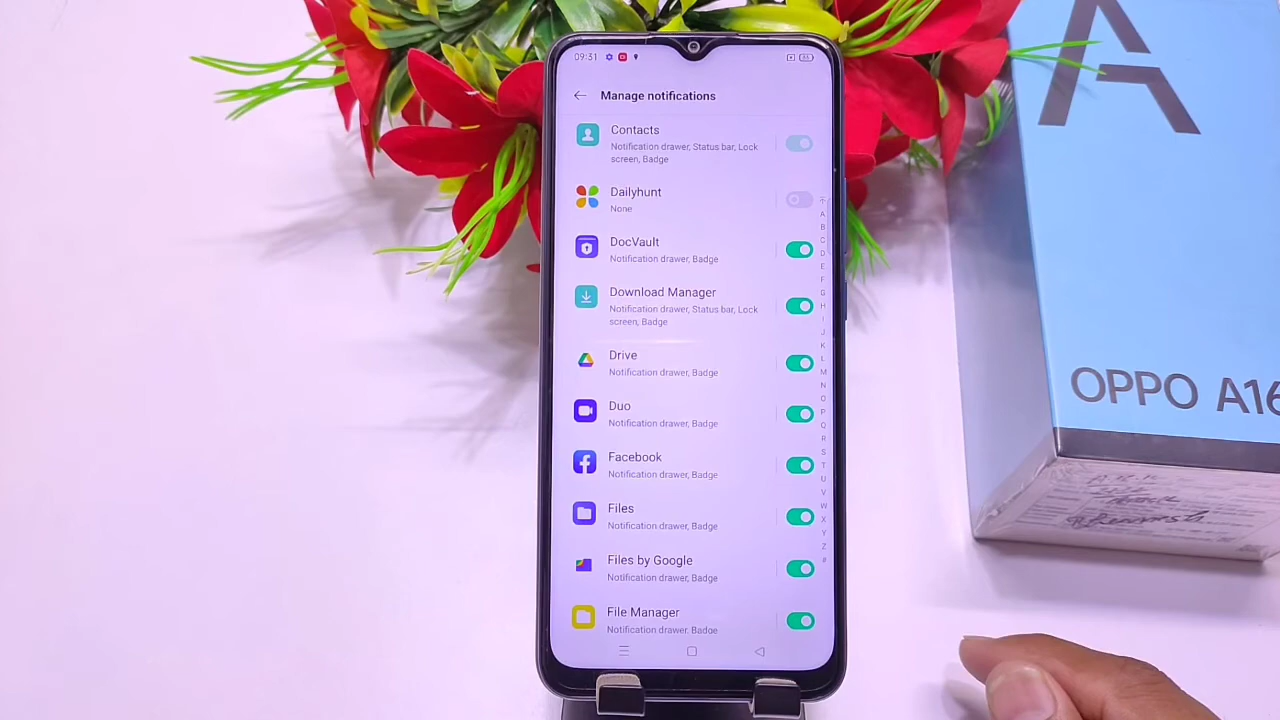 09:31
Manage notifications
Contacts
Notification drawer, Status bar, Lock
screen, Badge
Dailyhunt
None
DocVault
Notification drawer, Badge
Download Manager
Notification drawer, Status bar, Lock
screen, Badge
Drive
Notification drawer, Badge
Duo
Notification drawer, Badge
Facebook
Notification drawer, Badge
Files
Notification drawer, Badge
Files by Google
Notification drawer, Badge
File Manager
Notification drawer, Badge
A
B
C
D
E
F
G
H
I
J
K
L
M
N
O
P
Q
R
S
T
U
V
W
X
Y
Z
#
A
OPPO A16